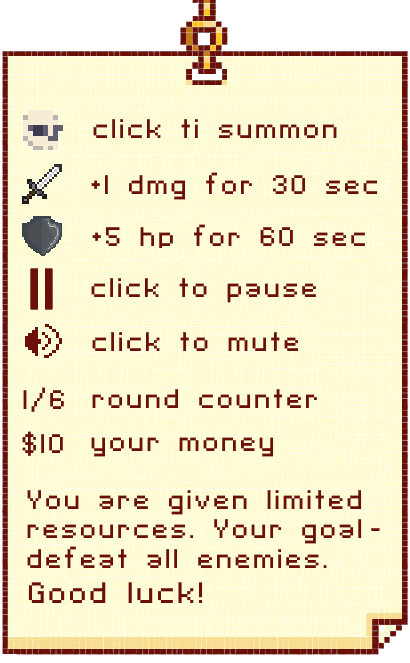 click ti summon
+1 dmg for 30 sec
+5 hp for 60 sec
click to pause
click to mute
1/6 round counter
$10 your money
You are given limited
resources. Your goal-
defeat all enemies.
Good luck!